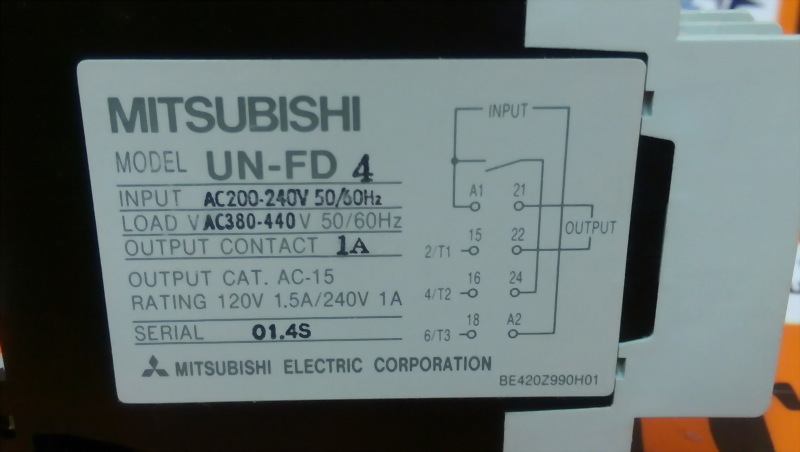 MITSUBISHI
MODEL UN-FD 4
INPUT AC200-240V 50/60Hz
LOAD V AC380-440V 50/60Hz
OUTPUT CONTACT 1A
OUTPUT CAT. AC-15
RATING 120V 1.5A/240V 1A
SERIAL 01.4S
MITSUBISHI ELECTRIC CORPORATION
INPUT
A1 21
OUTPUT
15 22
2/T1
16 24
4/T2
18 A2
6/T3
BE420Z990H01